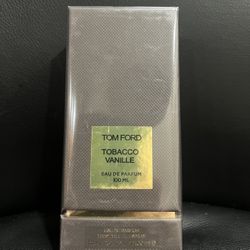 TOM FORD
TOBACCO
VANILLE
EAU DE PARFUM
100 ML